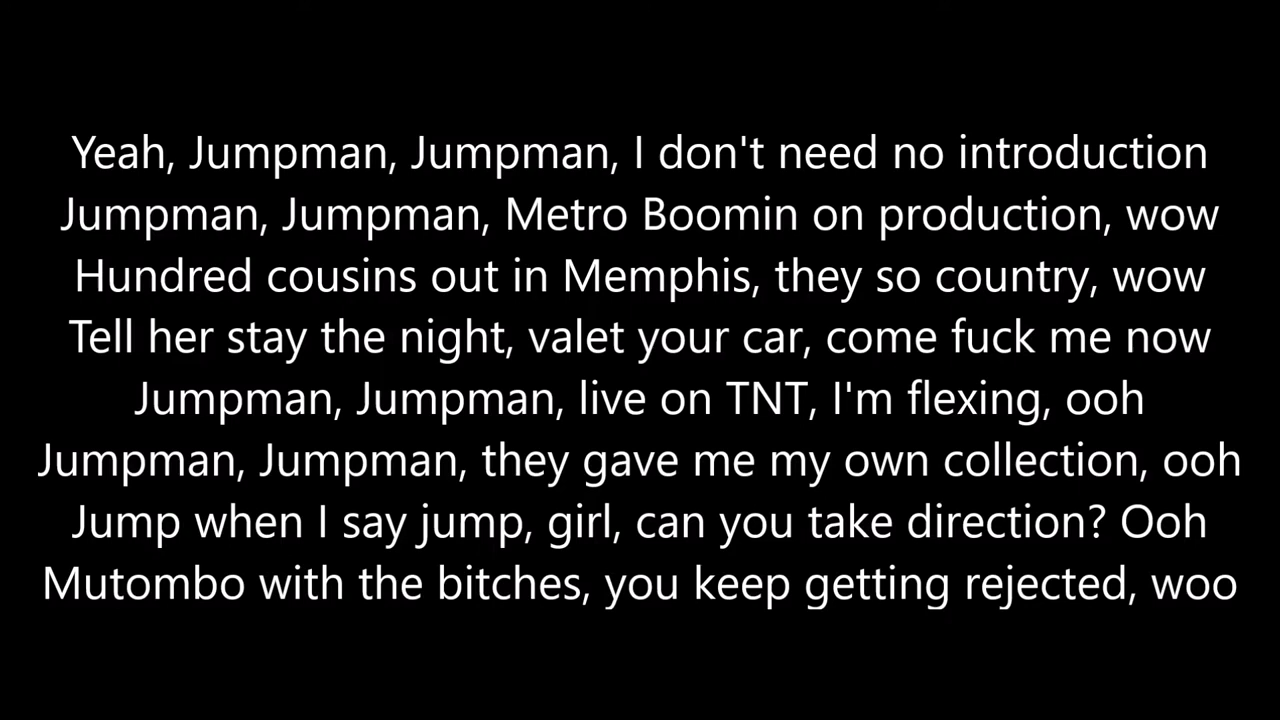 Yeah, Jumpman, Jumpman, I don't need no introduction
Jumpman, Jumpman, Metro Boomin on production, wow
Hundred cousins out in Memphis, they so country, wow
Tell her stay the night, valet your car, come fuck me now
Jumpman, Jumpman, live on TNT, I'm flexing, ooh
Jumpman, Jumpman, they gave me my own collection, ooh
Jump when I say jump, girl, can you take direction? Ooh
Mutombo with the bitches, you keep getting rejected, woo